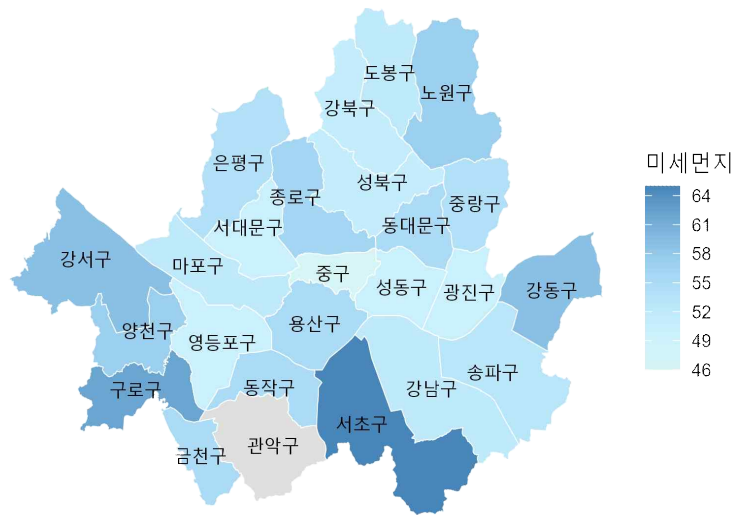 도봉구
노원구
강북구
은평구
성북구
종로구
중랑구
서대문구
동대문구
강서구
마포구
중구
성동구
광진구
강동구
양천구
용산구
영등포구
송파구
구로구
동작구
강남구
서초구
관악구
금천구
미세먼지
64
61
58
55
52
49
46